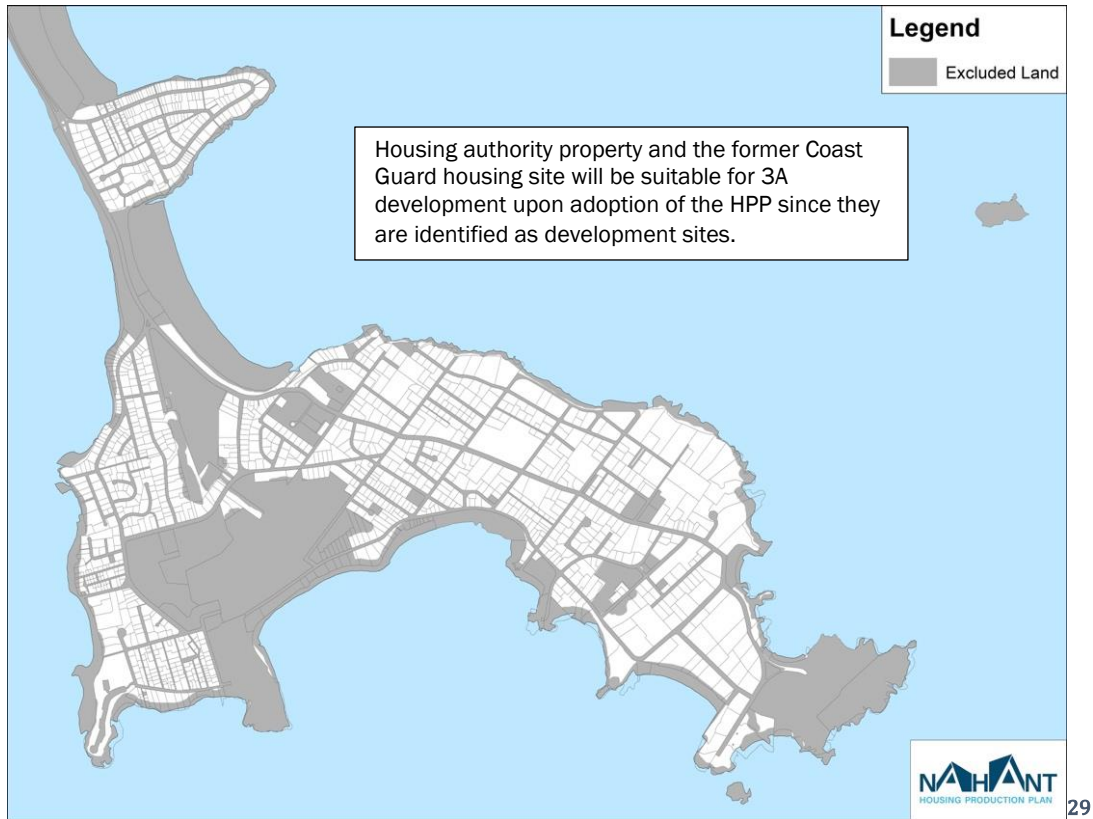 Legend
Excluded Land
Housing authority property and the former Coast
Guard housing site will be suitable for 3A
development upon adoption of the HPP since they
are identified as development sites.
NAHANT
HOUSING PRODUCTION PLAN
29